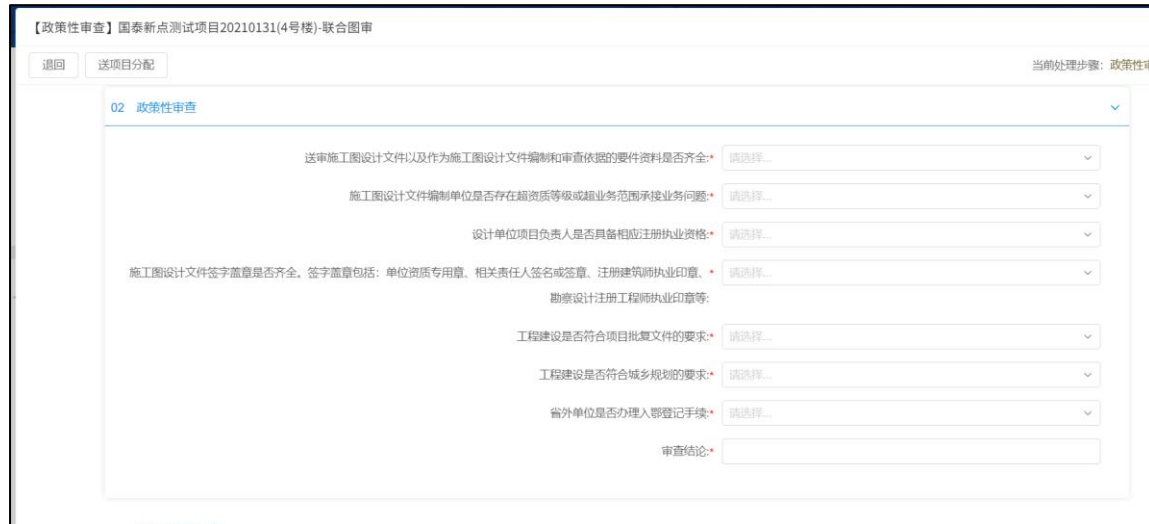 【政策性审查】国泰新点测试项目20210131(4号楼)-联合图审
退回 送项目分配 当前处理步骤：政策性
02 政策性审查
送审施工图设计文件以及作为施工图设计文件编制和审查依据的要件资料是否齐全:* 请选择...
施工图设计文件编制单位是否存在超资质等级或超业务范围承接业务问题:* 请选择...
设计单位项目负责人是否具备相应注册执业资格:* 请选择...
施工图设计文件签字盖章是否齐全。签字盖章包括：单位资质专用章、相关责任人签名或签章、注册建筑师执业印章、* 请选择...
勘察设计注册工程师执业印章等:
工程建设是否符合项目批复文件的要求:* 请选择...
工程建设是否符合城乡规划的要求:* 请选择...
省外单位是否办理入鄂登记手续:* 请选择...
审查结论:*